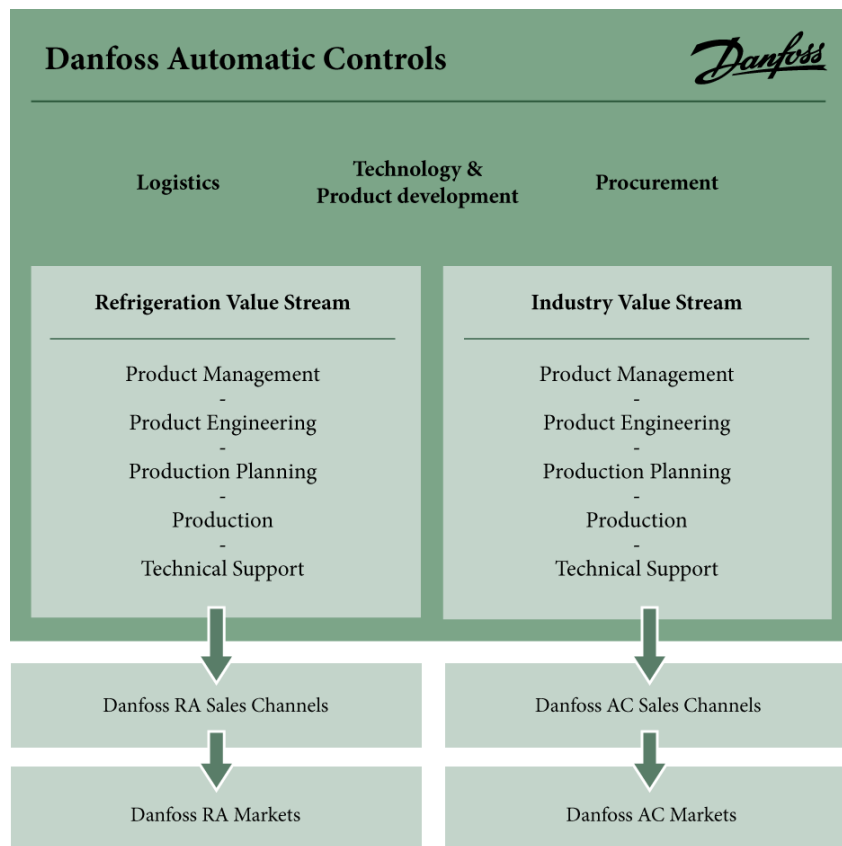 Danfoss Automatic Controls
Danfoss
Logistics
Technology &
Product development
Procurement
Refrigeration Value Stream
Product Management
-
Product Engineering
-
Production Planning
-
Production
-
Technical Support
Industry Value Stream
Product Management
-
Product Engineering
-
Production Planning
-
Production
-
Technical Support
Danfoss RA Sales Channels
Danfoss AC Sales Channels
Danfoss RA Markets
Danfoss AC Markets